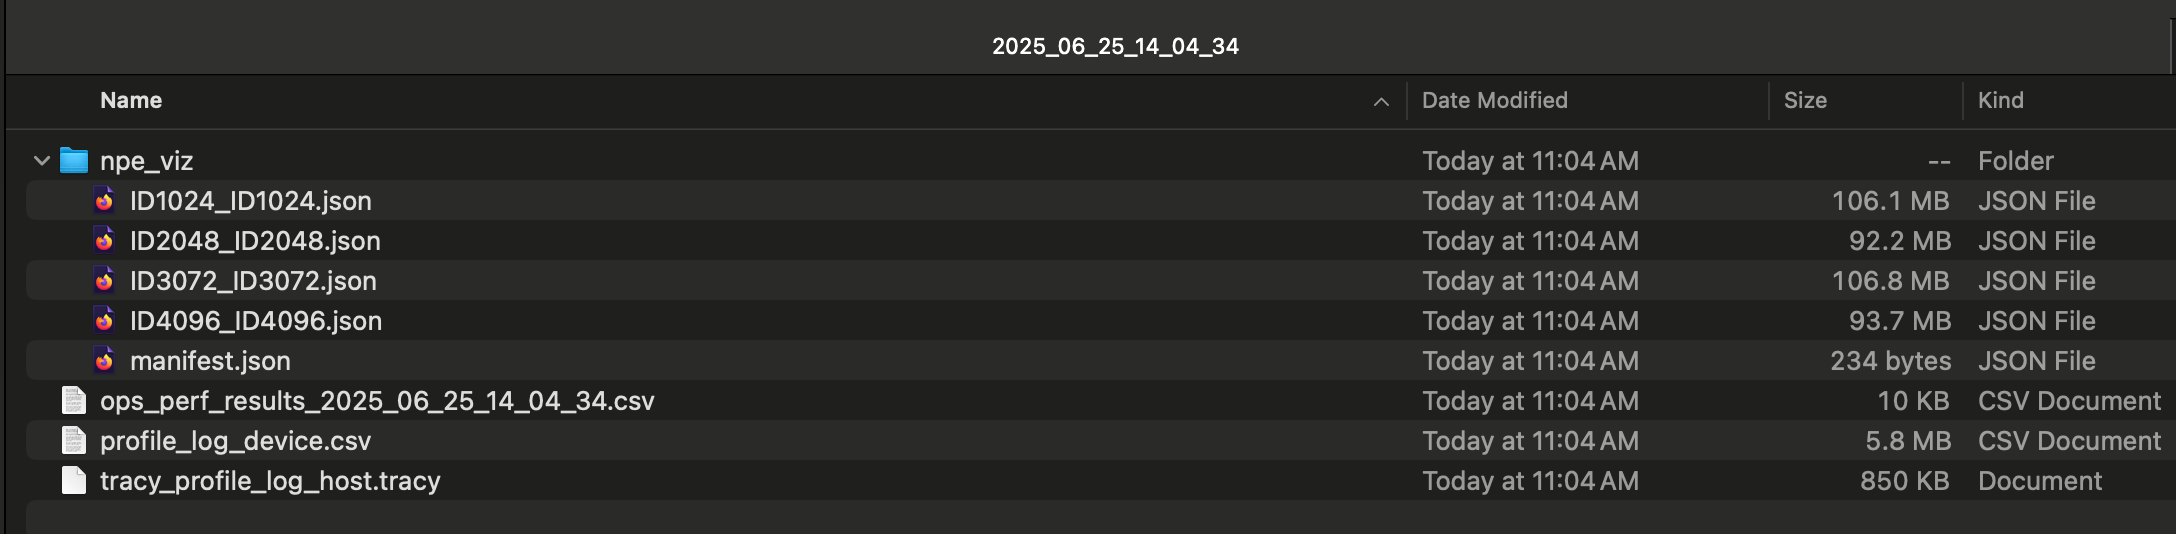 2025_06_25_14_04_34
Name Date Modified Size Kind
npe_viz Today at 11:04 AM -- Folder
ID1024_ID1024.json Today at 11:04 AM 106.1 MB JSON File
ID2048_ID2048.json Today at 11:04 AM 92.2 MB JSON File
ID3072_ID3072.json Today at 11:04 AM 106.8 MB JSON File
ID4096_ID4096.json Today at 11:04 AM 93.7 MB JSON File
manifest.json Today at 11:04 AM 234 bytes JSON File
ops_perf_results_2025_06_25_14_04_34.csv Today at 11:04 AM 10 KB CSV Document
profile_log_device.csv Today at 11:04 AM 5.8 MB CSV Document
tracy_profile_log_host.tracy Today at 11:04 AM 850 KB Document